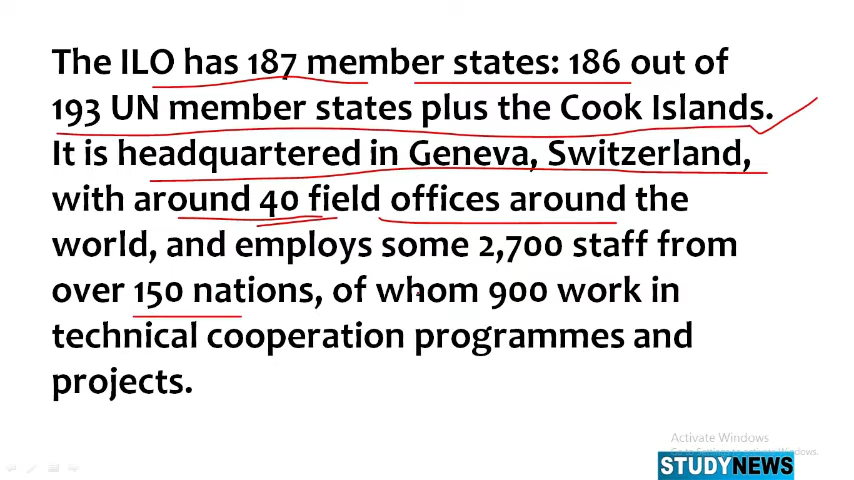 The ILO has 187 member states: 186 out of
193 UN member states plus the Cook Islands.
It is headquartered in Geneva, Switzerland,
with around 40 field offices around the
world, and employs some 2,700 staff from
over 150 nations, of whom 900 work in
technical cooperation programmes and
projects.
Activate Windows
STUDYNEWS